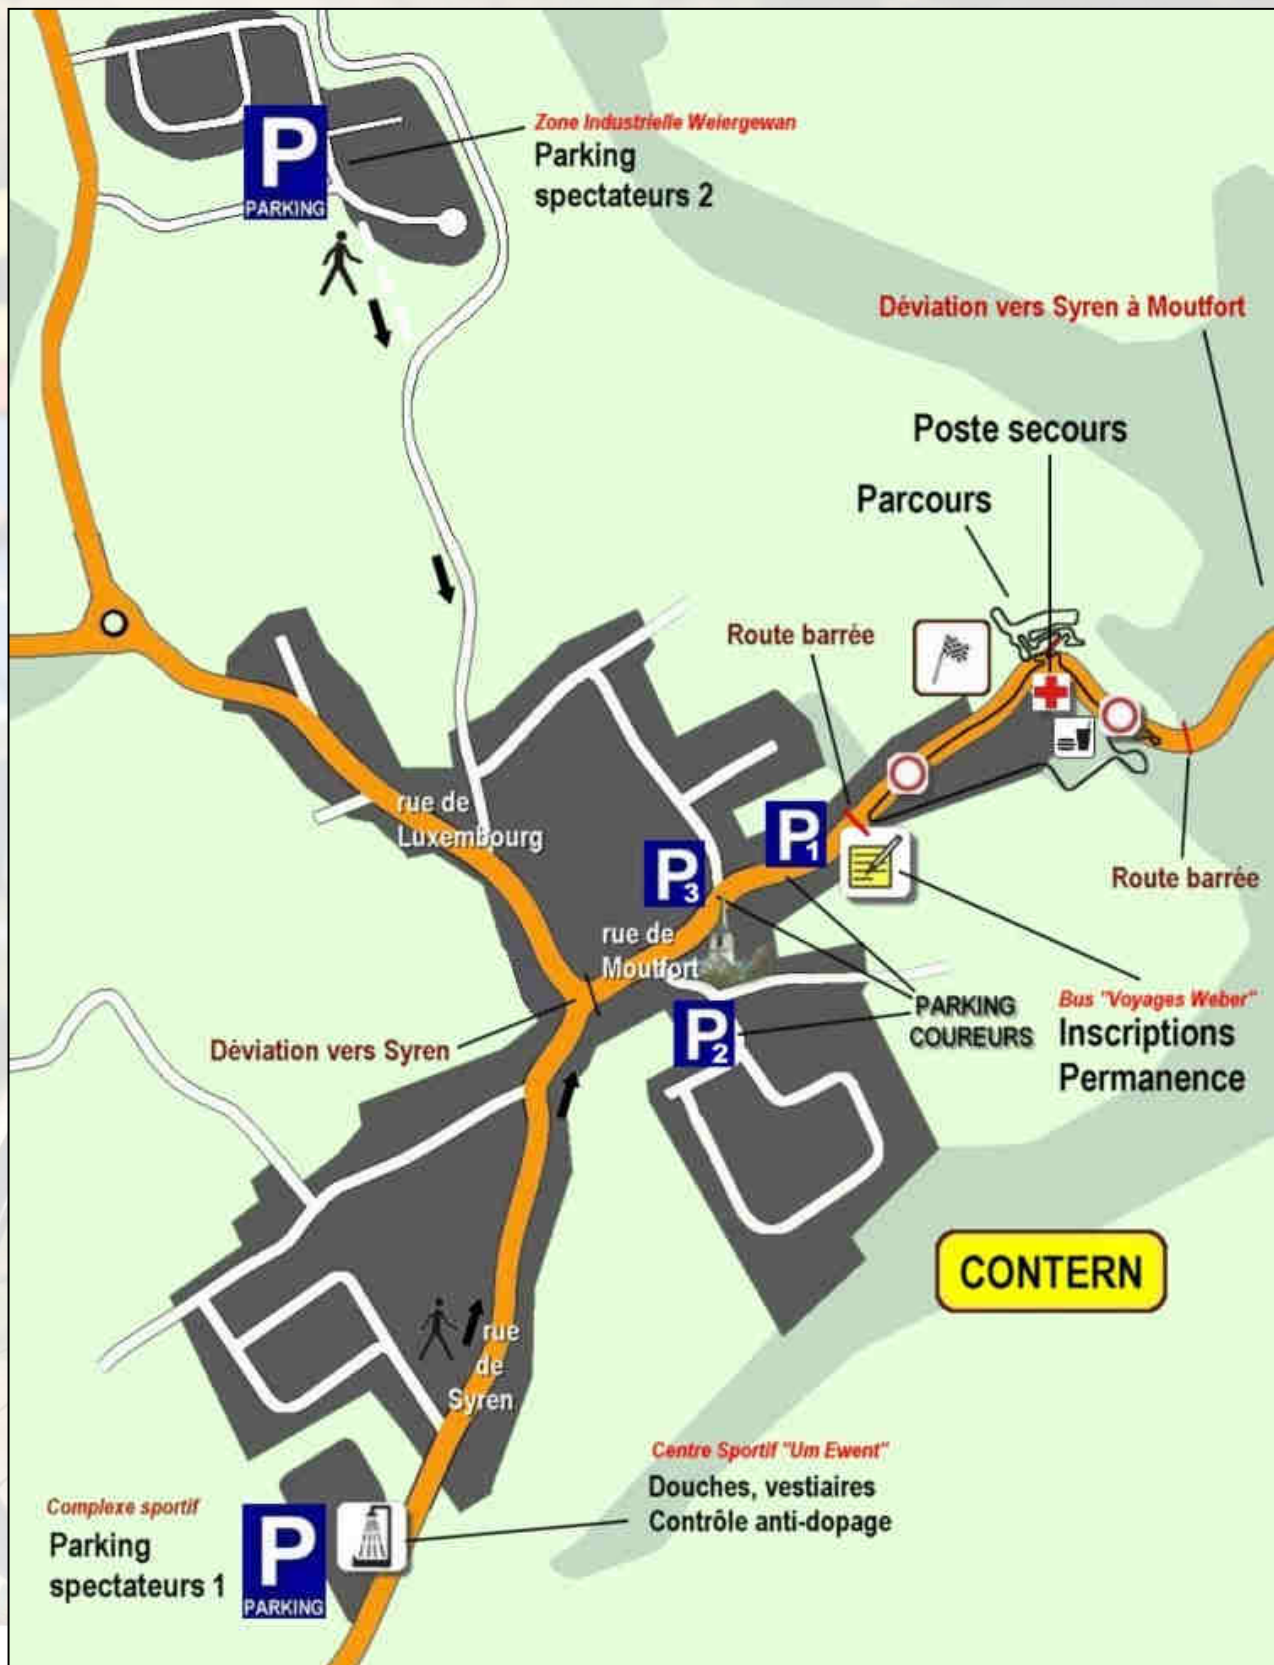 Zone Industrielle Weiergewan
Parking
spectateurs 2
P
PARKING
Déviation vers Syren à Moutfort
Poste secours
Parcours
Route barrée
rue de
Luxembourg
P1
P3
Route barrée
rue de
Moutfort
PARKING
COUREURS
Bus "Voyages Weber"
Inscriptions
Permanence
P2
Déviation vers Syren
CONTERN
rue
de
Syren
Centre Sportif "Um Ewent"
Douches, vestiaires
Contrôle anti-dopage
Complexe sportif
Parking
spectateurs 1
P
PARKING